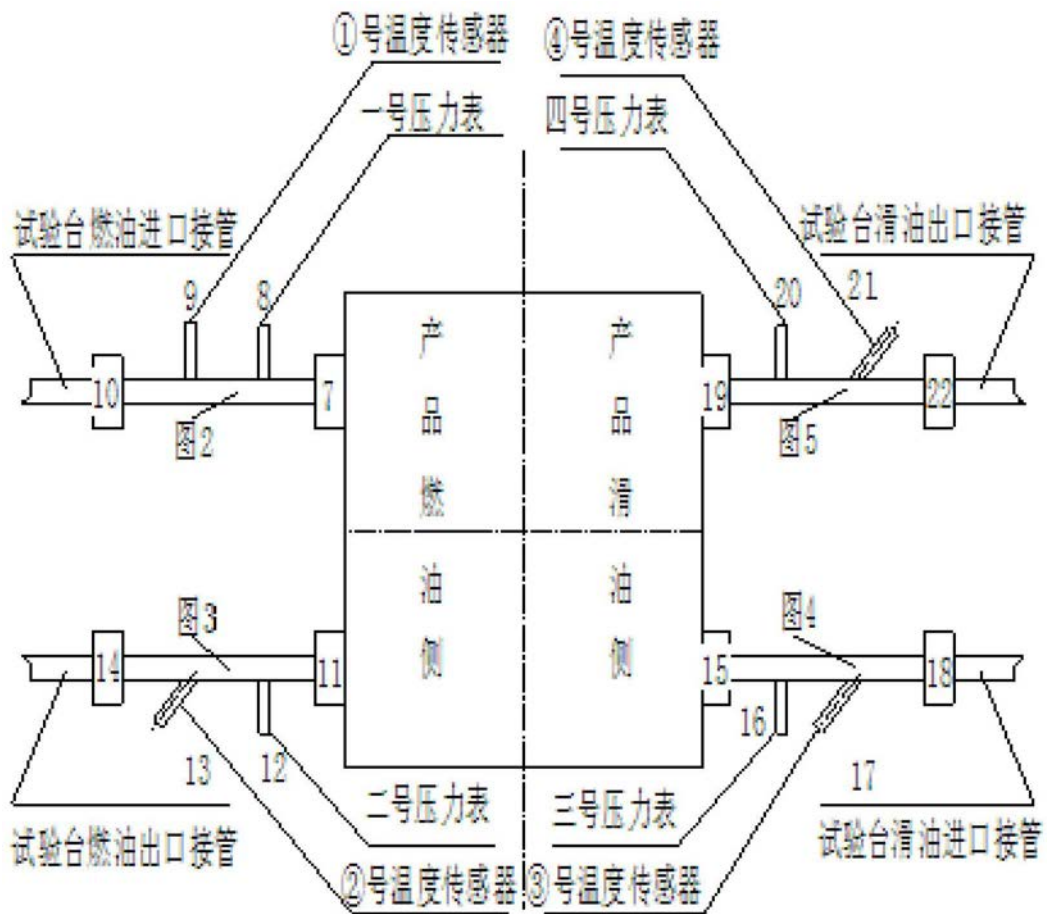 ①号温度传感器
④号温度传感器
一号压力表
四号压力表
试验台燃油进口接管
试验台滑油出口接管
9
8
20
21
产品燃油侧
产品滑油侧
10
7
19
22
图2
图5
图3
图4
14
11
15
18
13
12
16
17
二号压力表
三号压力表
试验台燃油出口接管
试验台滑油进口接管
②号温度传感器
③号温度传感器